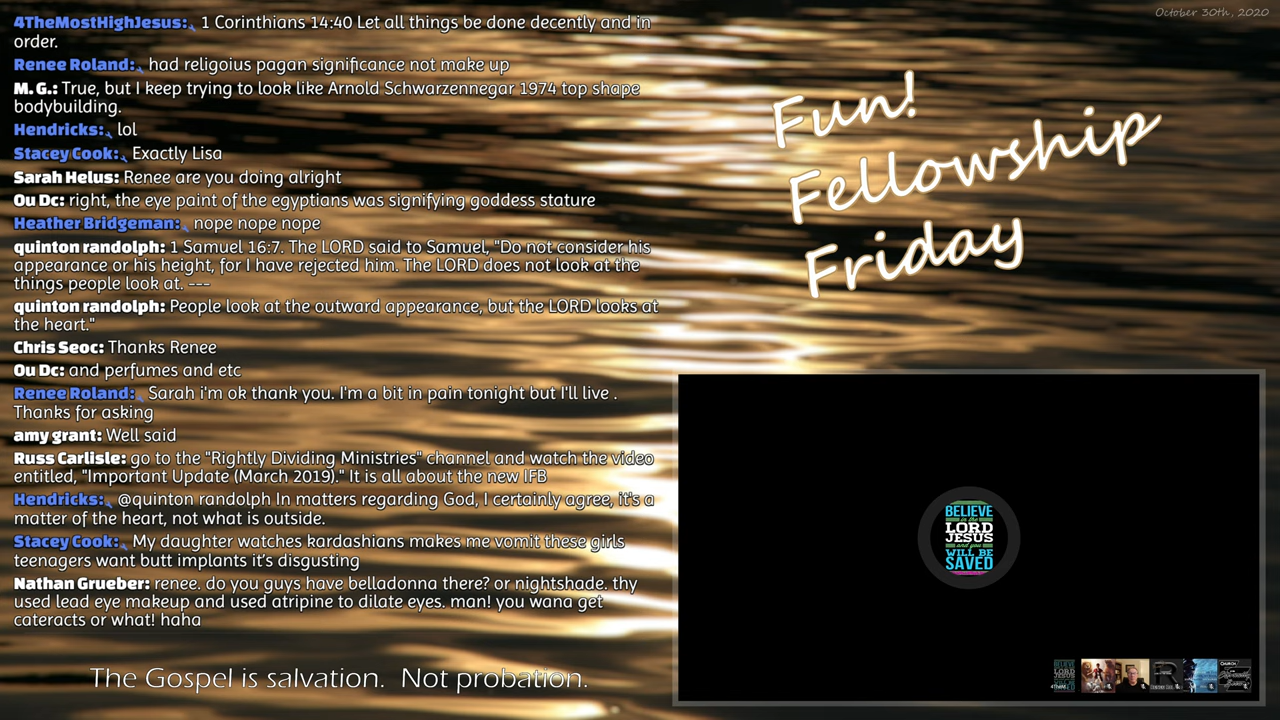 4TheMostHighJesus: 1 Corinthians 14:40 Let all things be done decently and in
order.
Renee Roland: had religoius pagan significance not make up
M. G.: True, but I keep trying to look like Arnold Schwarzennegar 1974 top shape
bodybuilding.
Hendricks: lol
Stacey Cook: Exactly Lisa
Sarah Helus: Renee are you doing alright
Ou Dc: right, the eye paint of the egyptians was signifying goddess stature
Heather Bridgeman: nope nope nope
quinton randolph: 1 Samuel 16:7. The LORD said to Samuel, "Do not consider his
appearance or his height, for I have rejected him. The LORD does not look at the
things people look at. ---
quinton randolph: People look at the outward appearance, but the LORD looks at
the heart."
Chris Seoc: Thanks Renee
Ou Dc: and perfumes and etc
Renee Roland: Sarah i'm ok thank you. I'm a bit in pain tonight but I'll live .
Thanks for asking
amy grant: Well said
Russ Carlisle: go to the "Rightly Dividing Ministries" channel and watch the video
entitled, "Important Update (March 2019)." It is all about the new IFB
Hendricks: @quinton randolph In matters regarding God, I certainly agree, it's a
matter of the heart, not what is outside.
Stacey Cook: My daughter watches kardashians makes me vomit these girls
teenagers want butt implants it's disgusting
Nathan Grueber: renee. do you guys have belladonna there? or nightshade. thy
used lead eye makeup and used atripine to dilate eyes. man! you wana get
cateracts or what! haha
The Gospel is salvation. Not probation.
October 30th, 2020
Fun!
Fellowship
Friday
BELIEVE
in the
LORD
JESUS
and you
WILL BE
SAVED